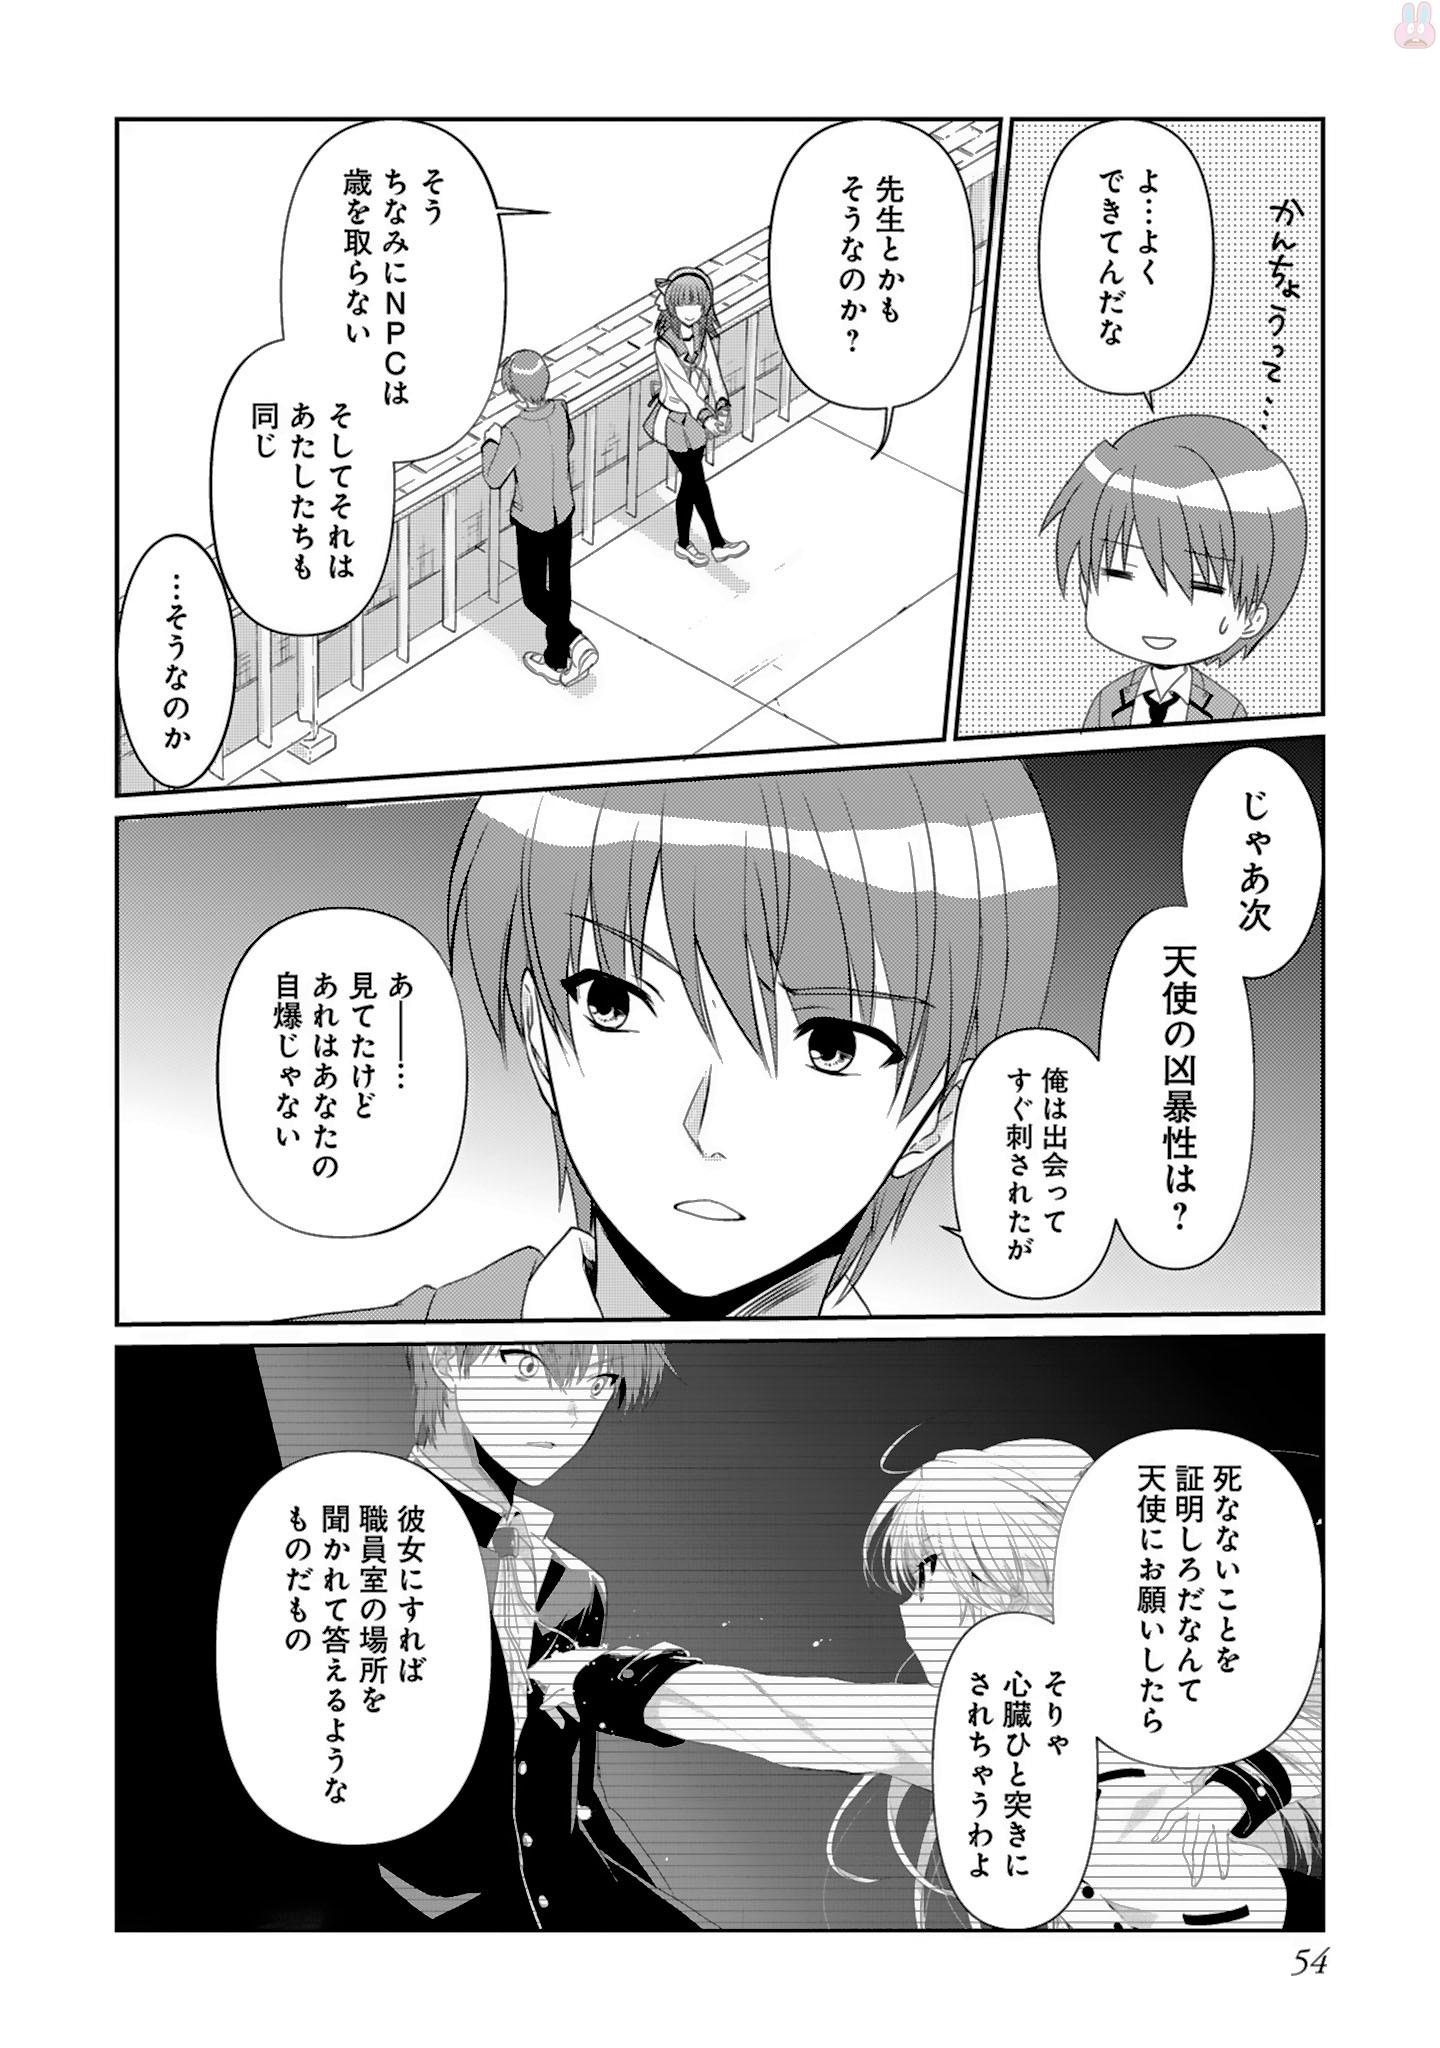 よ…よく
できてんだな
かんちょうって…
先生とかも
そうなのか？
そう
ちなみにNPCは
歳を取らない
そしてそれは
あたしたちも
同じ
…そうなのか
じゃあ次
天使の凶暴性は？
俺は出会って
すぐ刺されたが
あ――…
見てたけど
あれはあなたの
自爆じゃない
死なないことを
証明しろだなんて
天使にお願いしたら
そりゃ
心臓ひと突きに
されちゃうわよ
彼女にすれば
職員室の場所を
聞かれて答えるような
ものだもの
54